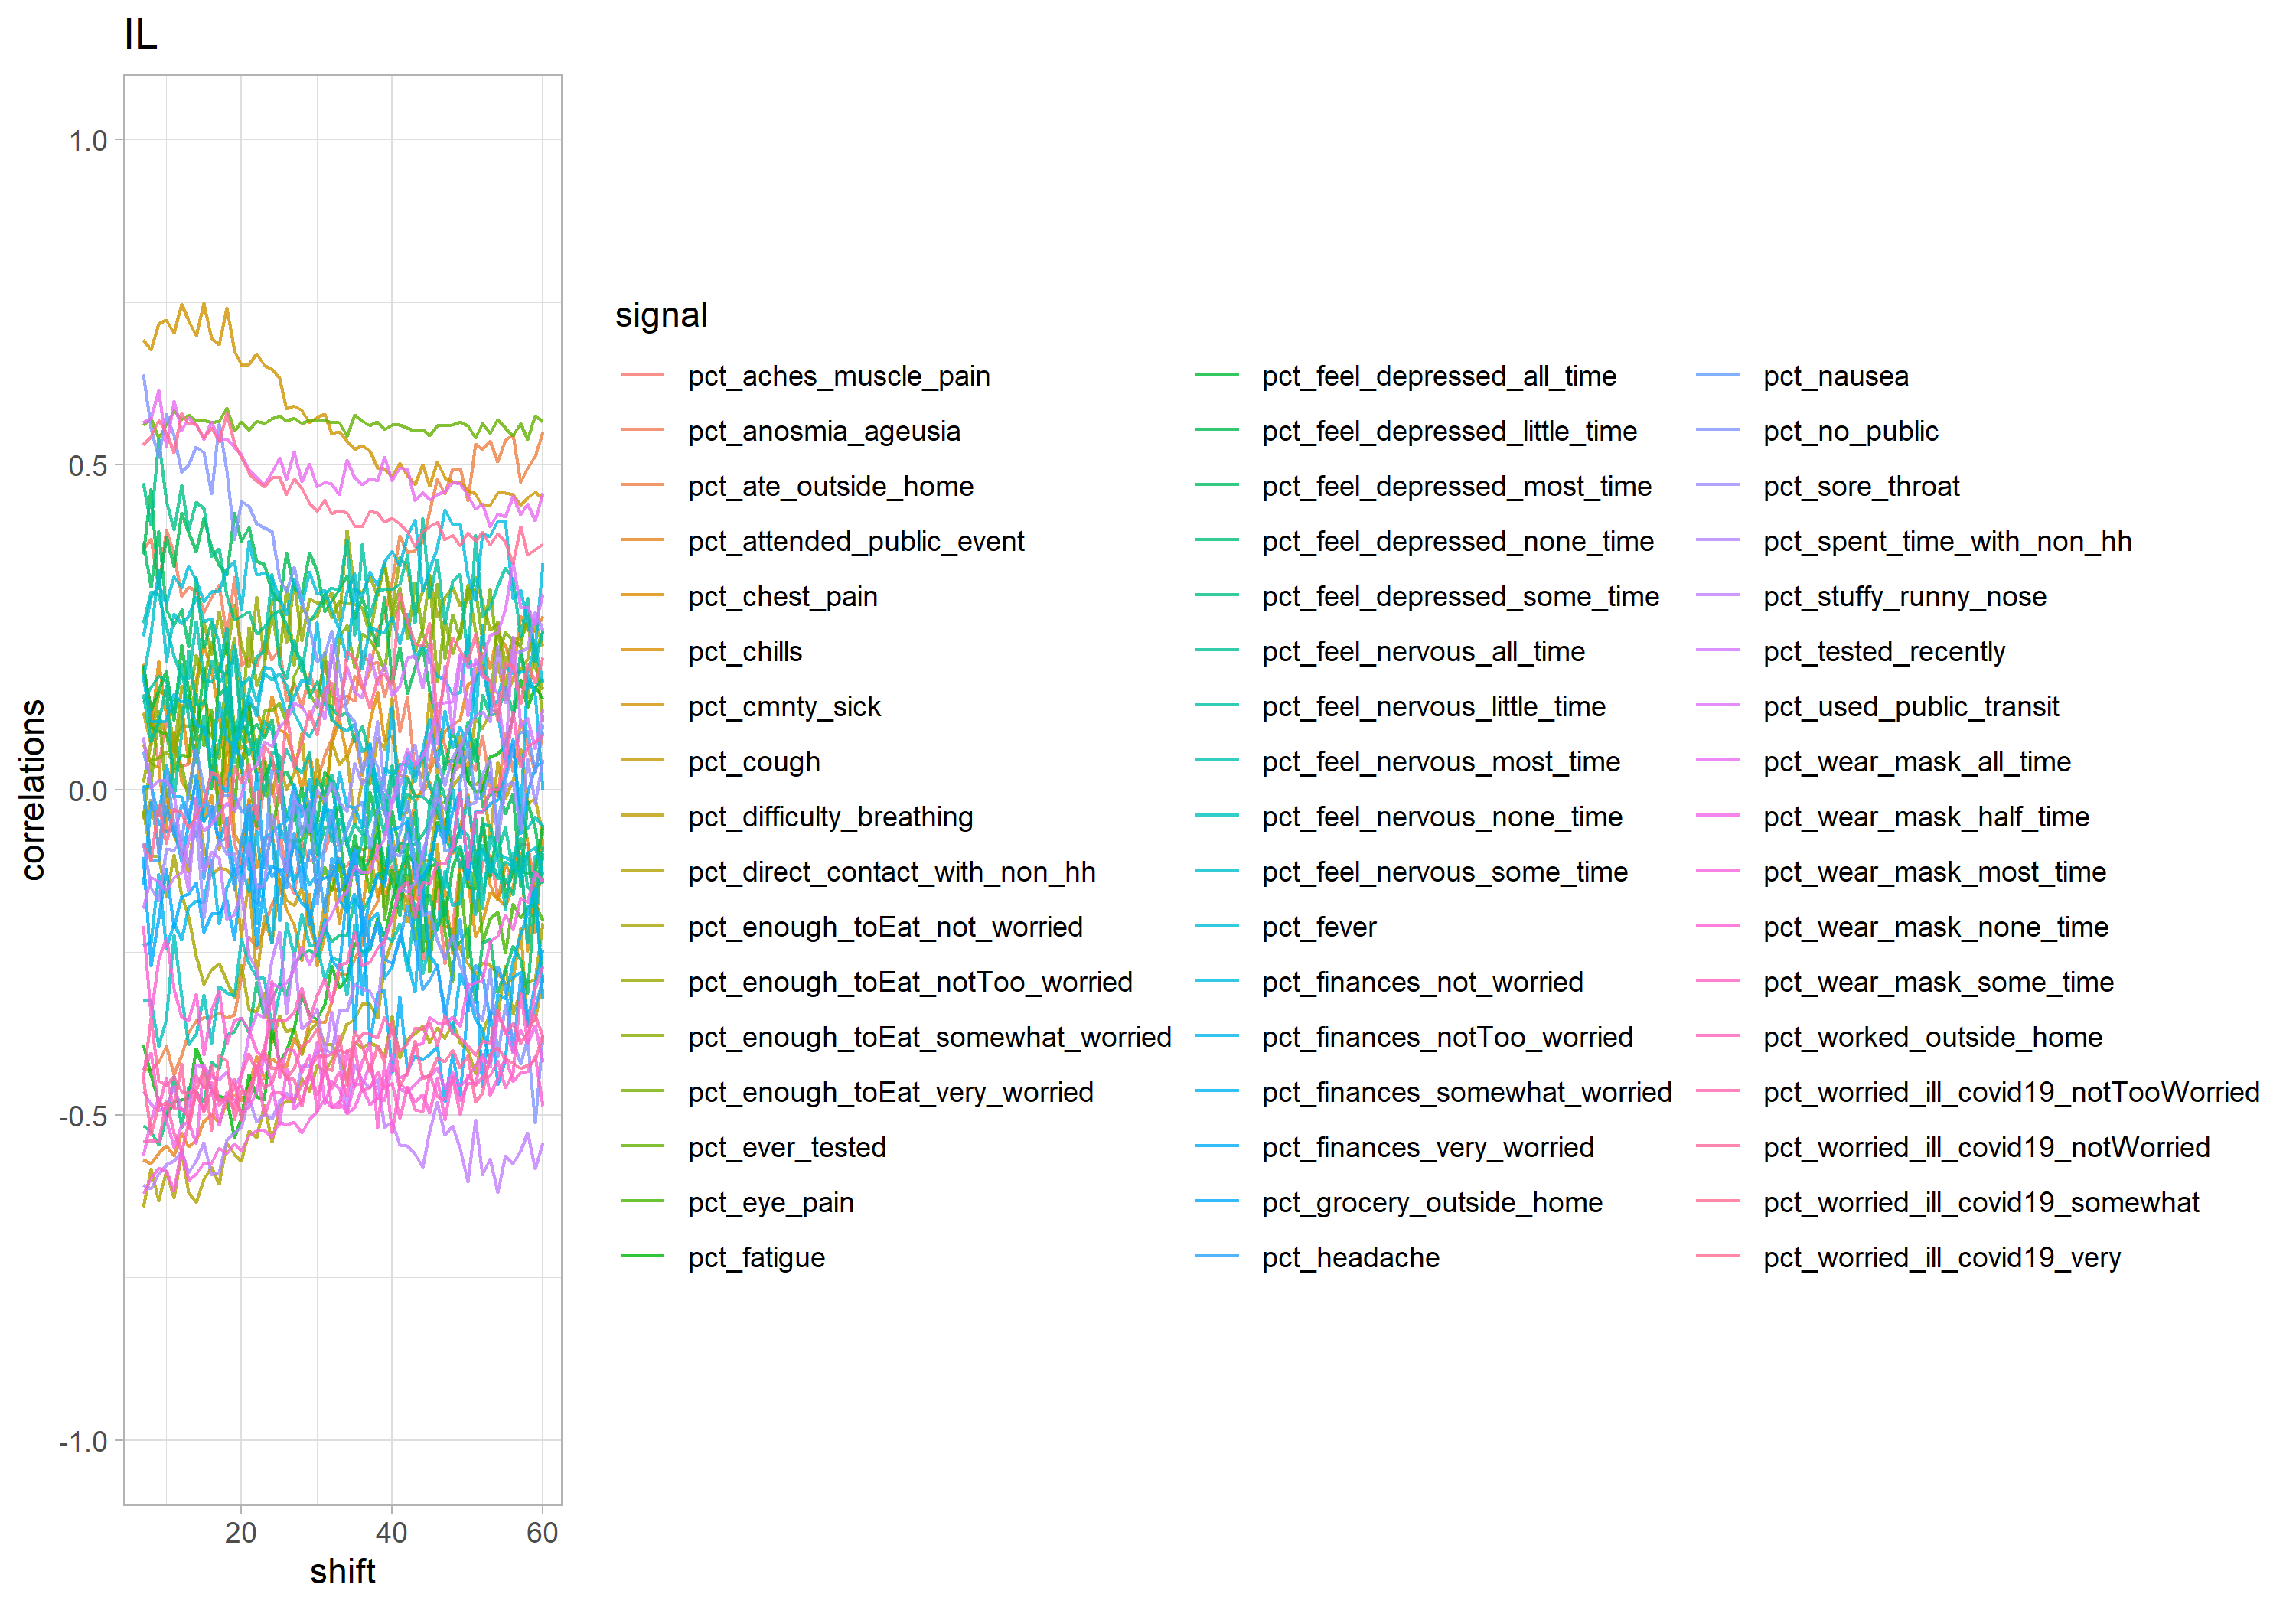 IL
1.0
0.5
0.0
-0.5
-1.0
correlations
20 40 60
shift
signal
pct_aches_muscle_pain
pct_anosmia_ageusia
pct_ate_outside_home
pct_attended_public_event
pct_chest_pain
pct_chills
pct_cmnty_sick
pct_cough
pct_difficulty_breathing
pct_direct_contact_with_non_hh
pct_enough_toEat_not_worried
pct_enough_toEat_notToo_worried
pct_enough_toEat_somewhat_worried
pct_enough_toEat_very_worried
pct_ever_tested
pct_eye_pain
pct_fatigue
pct_feel_depressed_all_time
pct_feel_depressed_little_time
pct_feel_depressed_most_time
pct_feel_depressed_none_time
pct_feel_depressed_some_time
pct_feel_nervous_all_time
pct_feel_nervous_little_time
pct_feel_nervous_most_time
pct_feel_nervous_none_time
pct_feel_nervous_some_time
pct_fever
pct_finances_not_worried
pct_finances_notToo_worried
pct_finances_somewhat_worried
pct_finances_very_worried
pct_grocery_outside_home
pct_headache
pct_nausea
pct_no_public
pct_sore_throat
pct_spent_time_with_non_hh
pct_stuffy_runny_nose
pct_tested_recently
pct_used_public_transit
pct_wear_mask_all_time
pct_wear_mask_half_time
pct_wear_mask_most_time
pct_wear_mask_none_time
pct_wear_mask_some_time
pct_worked_outside_home
pct_worried_ill_covid19_notTooWorried
pct_worried_ill_covid19_notWorried
pct_worried_ill_covid19_somewhat
pct_worried_ill_covid19_very